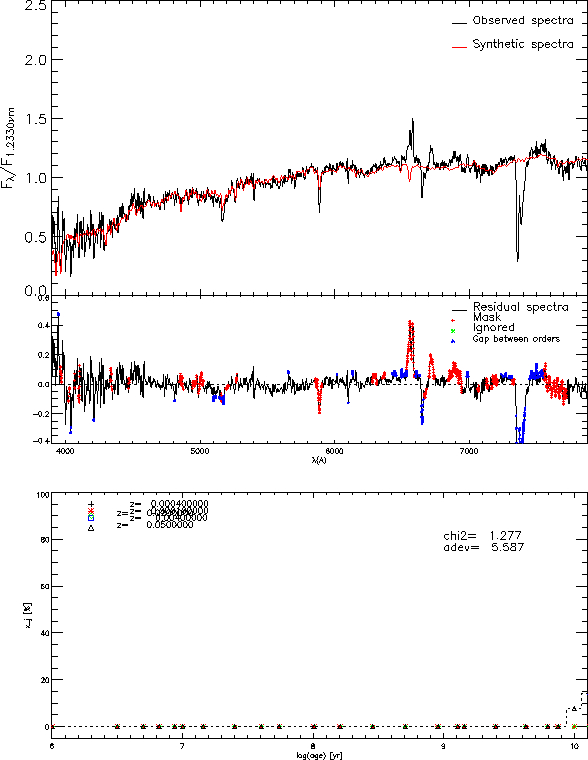 2.5
Observed spectra
Synthetic spectra
2.0
1.5
1.0
0.5
0.0
0.6
Residual spectra
Mask
Ignored
Gap between orders
0.4
0.2
0.0
−0.2
−0.4
4000 5000 6000 7000
λ(A)
100
z= 0.000400000
z= 0.00400000
z= 0.0500000
chi2= 1.277
adev= 5.587
80
60
40
20
0
x_j [%]
6 7 8 9 10
log(age) [yr]